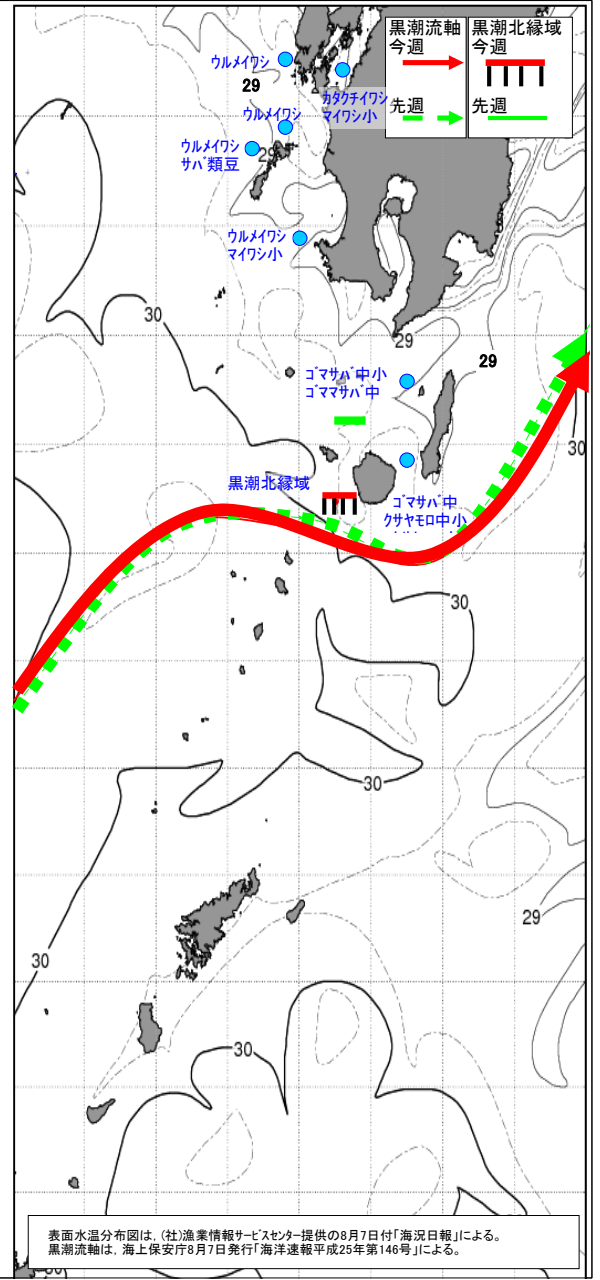 黒潮流軸
今週
先週
黒潮北縁域
今週
先週
ウルメイワシ
29
カタクチイワシ
マイワシ小
ウルメイワシ
29
ウルメイワシ
サバ類豆
ウルメイワシ
マイワシ小
30
29
29
ゴマサバ中小
ゴママサバ中
30
黒潮北縁域
ゴマサバ中
クサヤモロ中小
30
30
29
30
30
表面水温分布図は, (社)漁業情報サービスセンター提供の8月7日付「海況日報」による。
黒潮流軸は, 海上保安庁8月7日発行「海洋速報平成25年第146号」による。